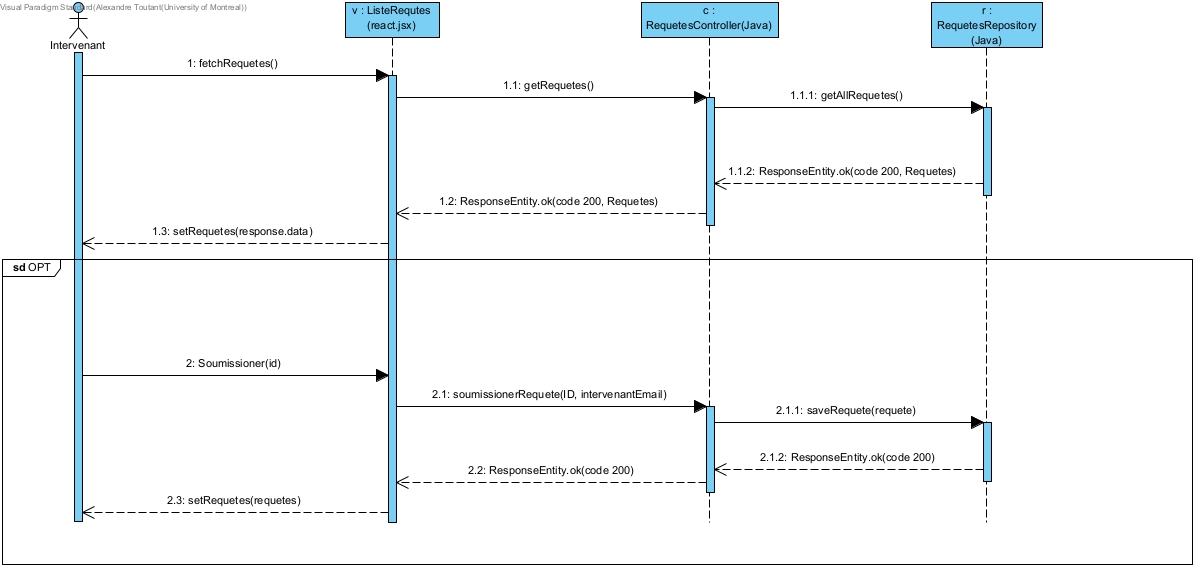 Visual Paradigm Standard(Alexandre Toutant(University of Montreal))
Intervenant
v : ListeRequtes
(react.jsx)
c :
RequetesController(Java)
r :
RequetesRepository
(Java)
1: fetchRequetes()
1.1: getRequetes()
1.1.1: getAllRequetes()
1.1.2: ResponseEntity.ok(code 200, Requetes)
1.2: ResponseEntity.ok(code 200, Requetes)
1.3: setRequetes(response.data)
sd OPT
2: Soumissioner(id)
2.1: soumissionerRequete(ID, intervenantEmail)
2.1.1: saveRequete(requete)
2.1.2: ResponseEntity.ok(code 200)
2.2: ResponseEntity.ok(code 200)
2.3: setRequetes(requetes)